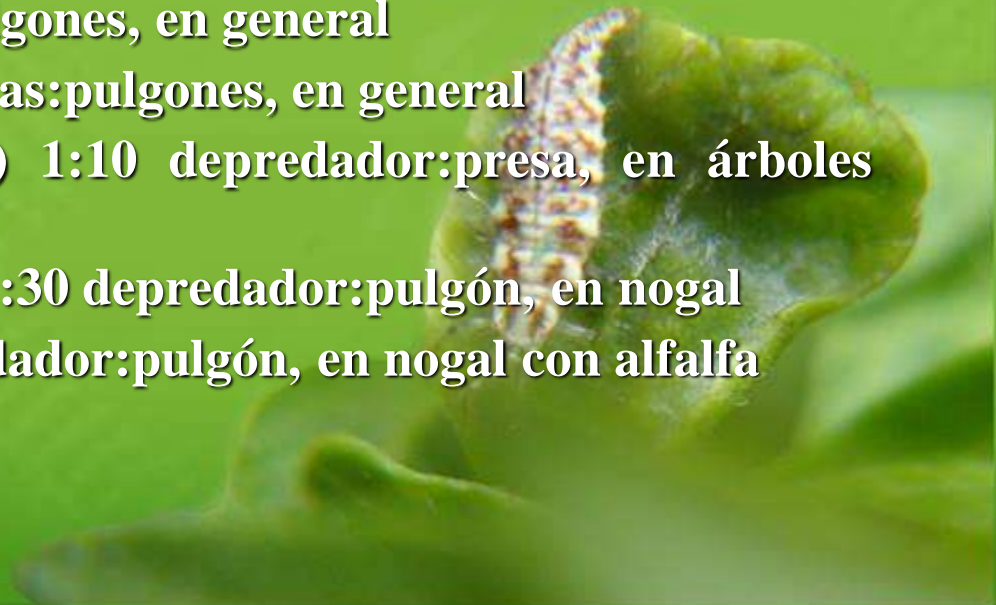 gones, en general
as:pulgones, en general
) 1:10 depredador:presa, en árboles
:30 depredador:pulgón, en nogal
dador:pulgón, en nogal con alfalfa